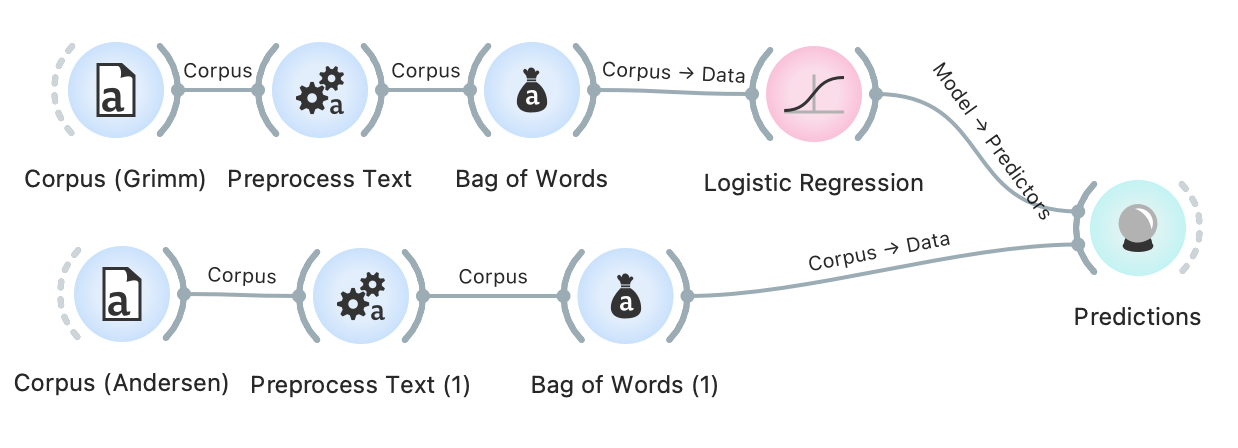 Corpus
Corpus
Corpus → Data
Model → Predictors
a
a
a
Corpus (Grimm)
Preprocess Text
Bag of Words
Logistic Regression
Corpus
Corpus
Corpus → Data
a
a
a
Predictions
Corpus (Andersen)
Preprocess Text (1)
Bag of Words (1)